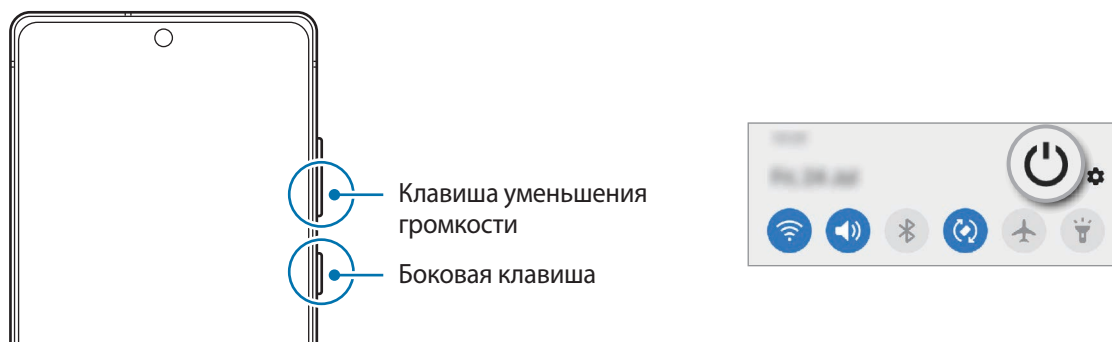 Клавиша уменьшения
громкости
Боковая клавиша